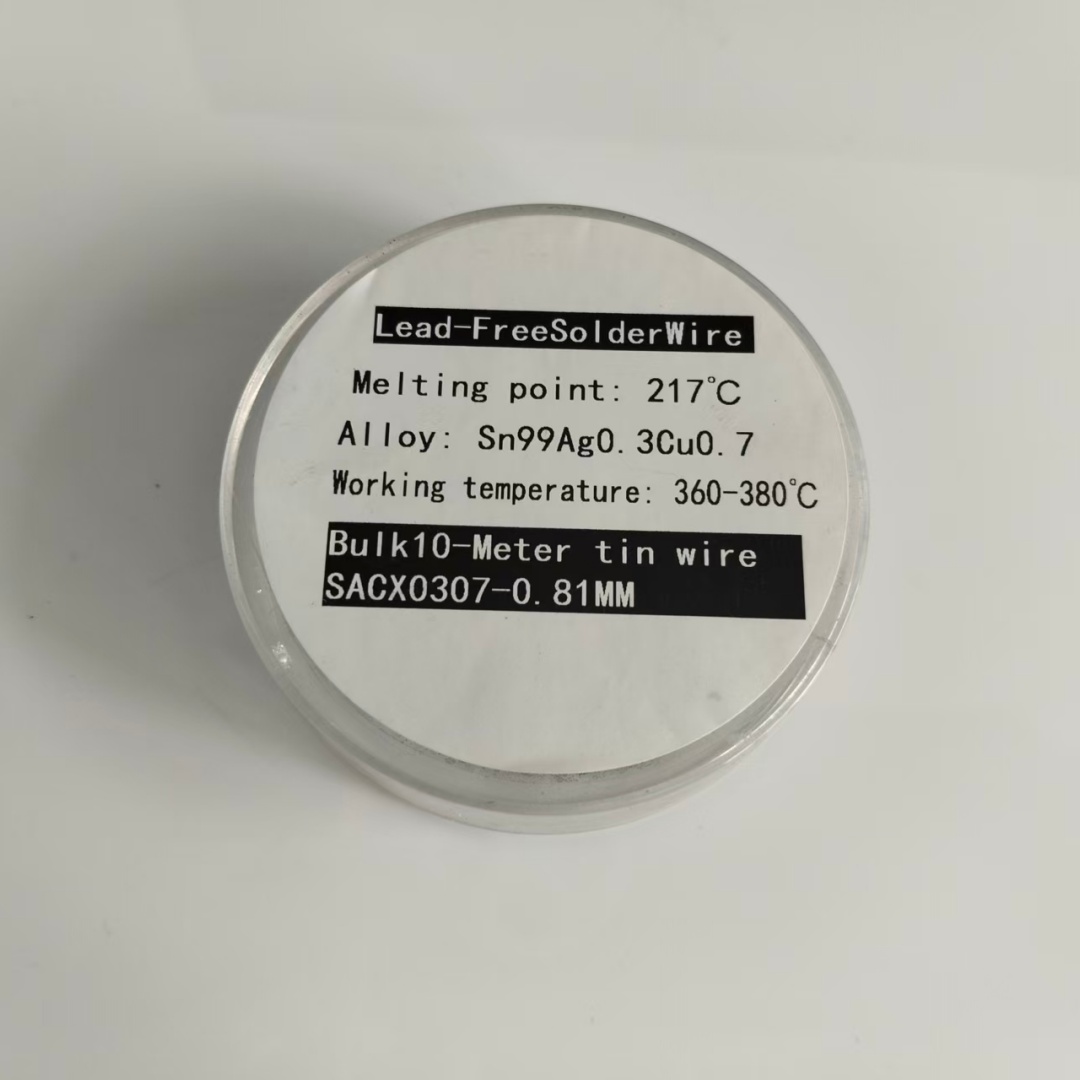 Lead-FreeSolderWire
Melting point: 217℃
Alloy: Sn99Ag0.3Cu0.7
Working temperature: 360-380℃
Bulk10-Meter tin wire
SACX0307-0.81MM